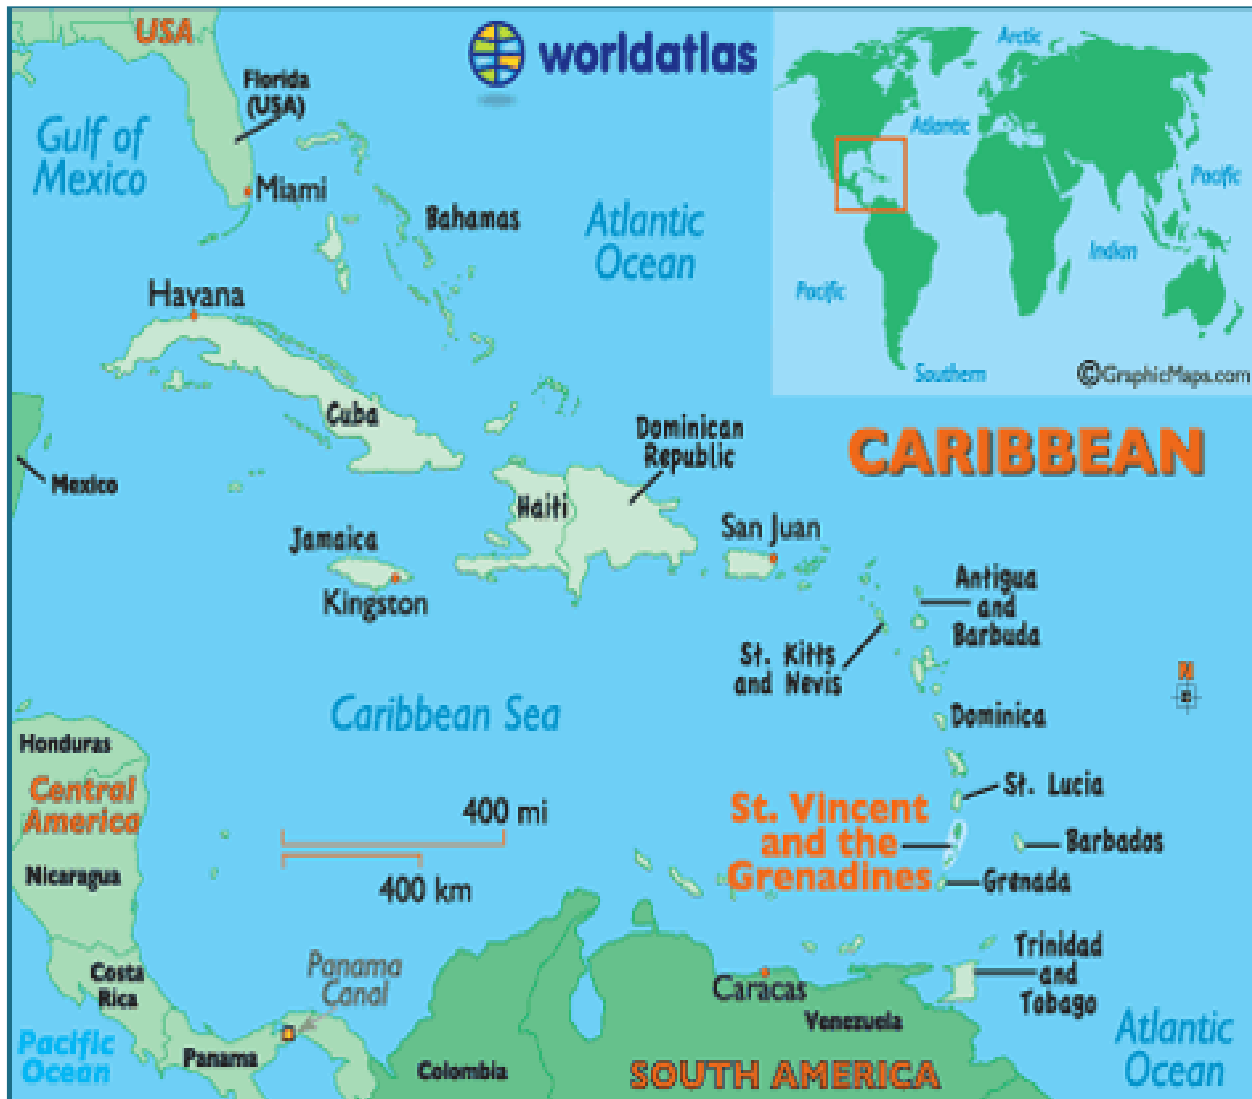 USA
worldatlas
Arctic
Florida
(USA)
Gulf of
Mexico
Atlantic
Miami
Pacific
Bahamas
Atlantic
Ocean
Indian
Havana
Pacific
Southern
©GraphicMaps.com
Cuba
Dominican
Republic
CARIBBEAN
Mexico
Haiti
San Juan
Jamaica
Kingston
Antigua
and
Barbuda
St. Kitts
and Nevis
N
Caribbean Sea
Dominica
Honduras
Central
America
St. Lucia
400 mi
St. Vincent
and the
Grenadines
Barbados
Nicaragua
400 km
Grenada
Costa
Rica
Panama
Canal
Trinidad
and
Tobago
Caracas
Venezuela
Pacific
Ocean
Panama
Colombia
SOUTH AMERICA
Atlantic
Ocean